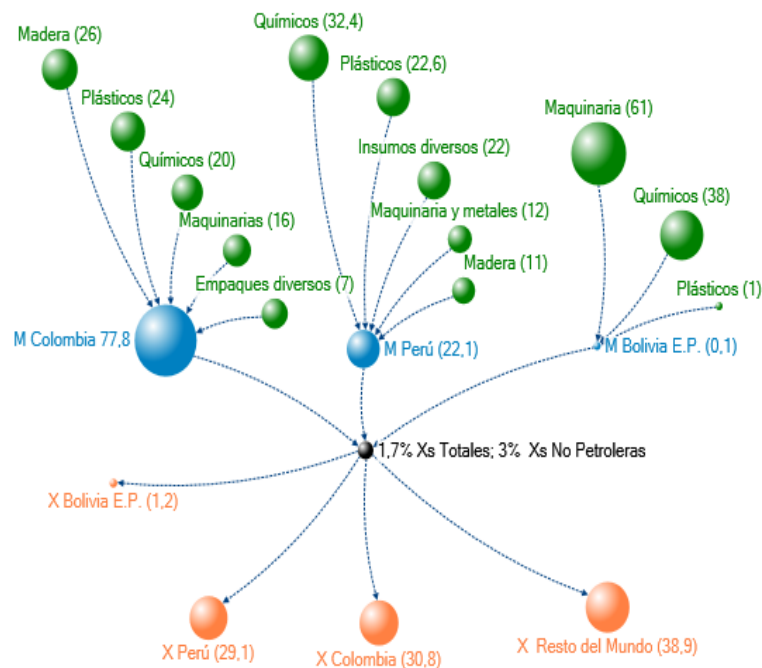 Químicos (32,4)
Madera (26)
Plásticos (22,6)
Plásticos (24)
Maquinaria (61)
Insumos diversos (22)
Químicos (20)
Químicos (38)
Maquinaria y metales (12)
Maquinarias (16)
Madera (11)
Empaques diversos (7)
Plásticos (1)
M Colombia 77,8
M Perú (22,1)
M Bolivia E.P. (0,1)
1,7% Xs Totales; 3% Xs No Petroleras
X Bolivia E.P. (1,2)
X Perú (29,1)
X Colombia (30,8)
X Resto del Mundo (38,9)